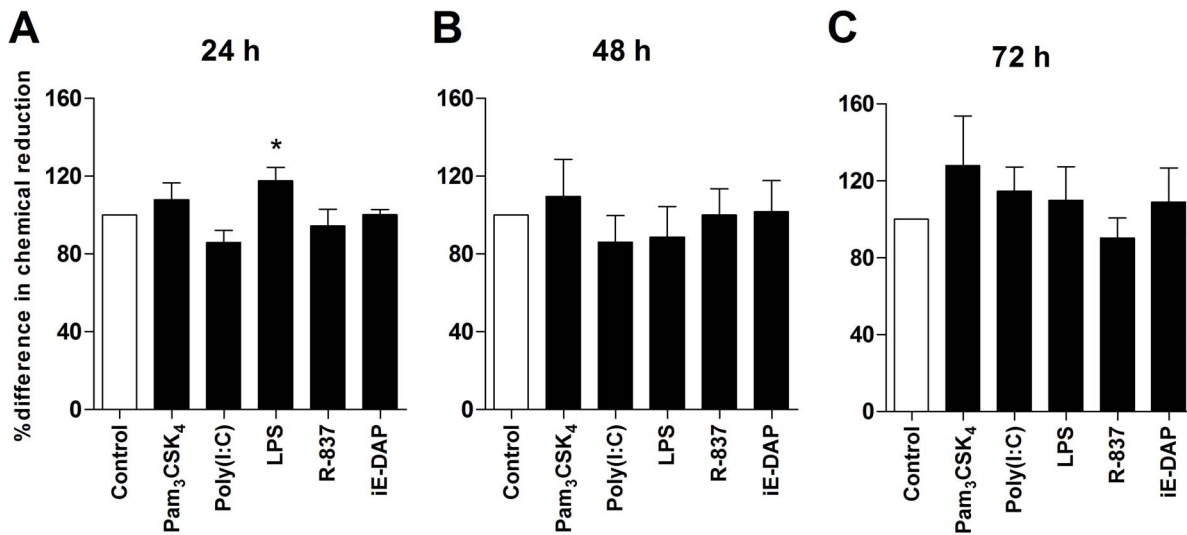 A
24 h
%difference in chemical reduction
160
120
80
40
0
*
Control
Pam₃CSK₄
Poly(I:C)
LPS
R-837
iE-DAP
B
48 h
160
120
80
40
0
Control
Pam₃CSK₄
Poly(I:C)
LPS
R-837
iE-DAP
C
72 h
160
120
80
40
0
Control
Pam₃CSK₄
Poly(I:C)
LPS
R-837
iE-DAP